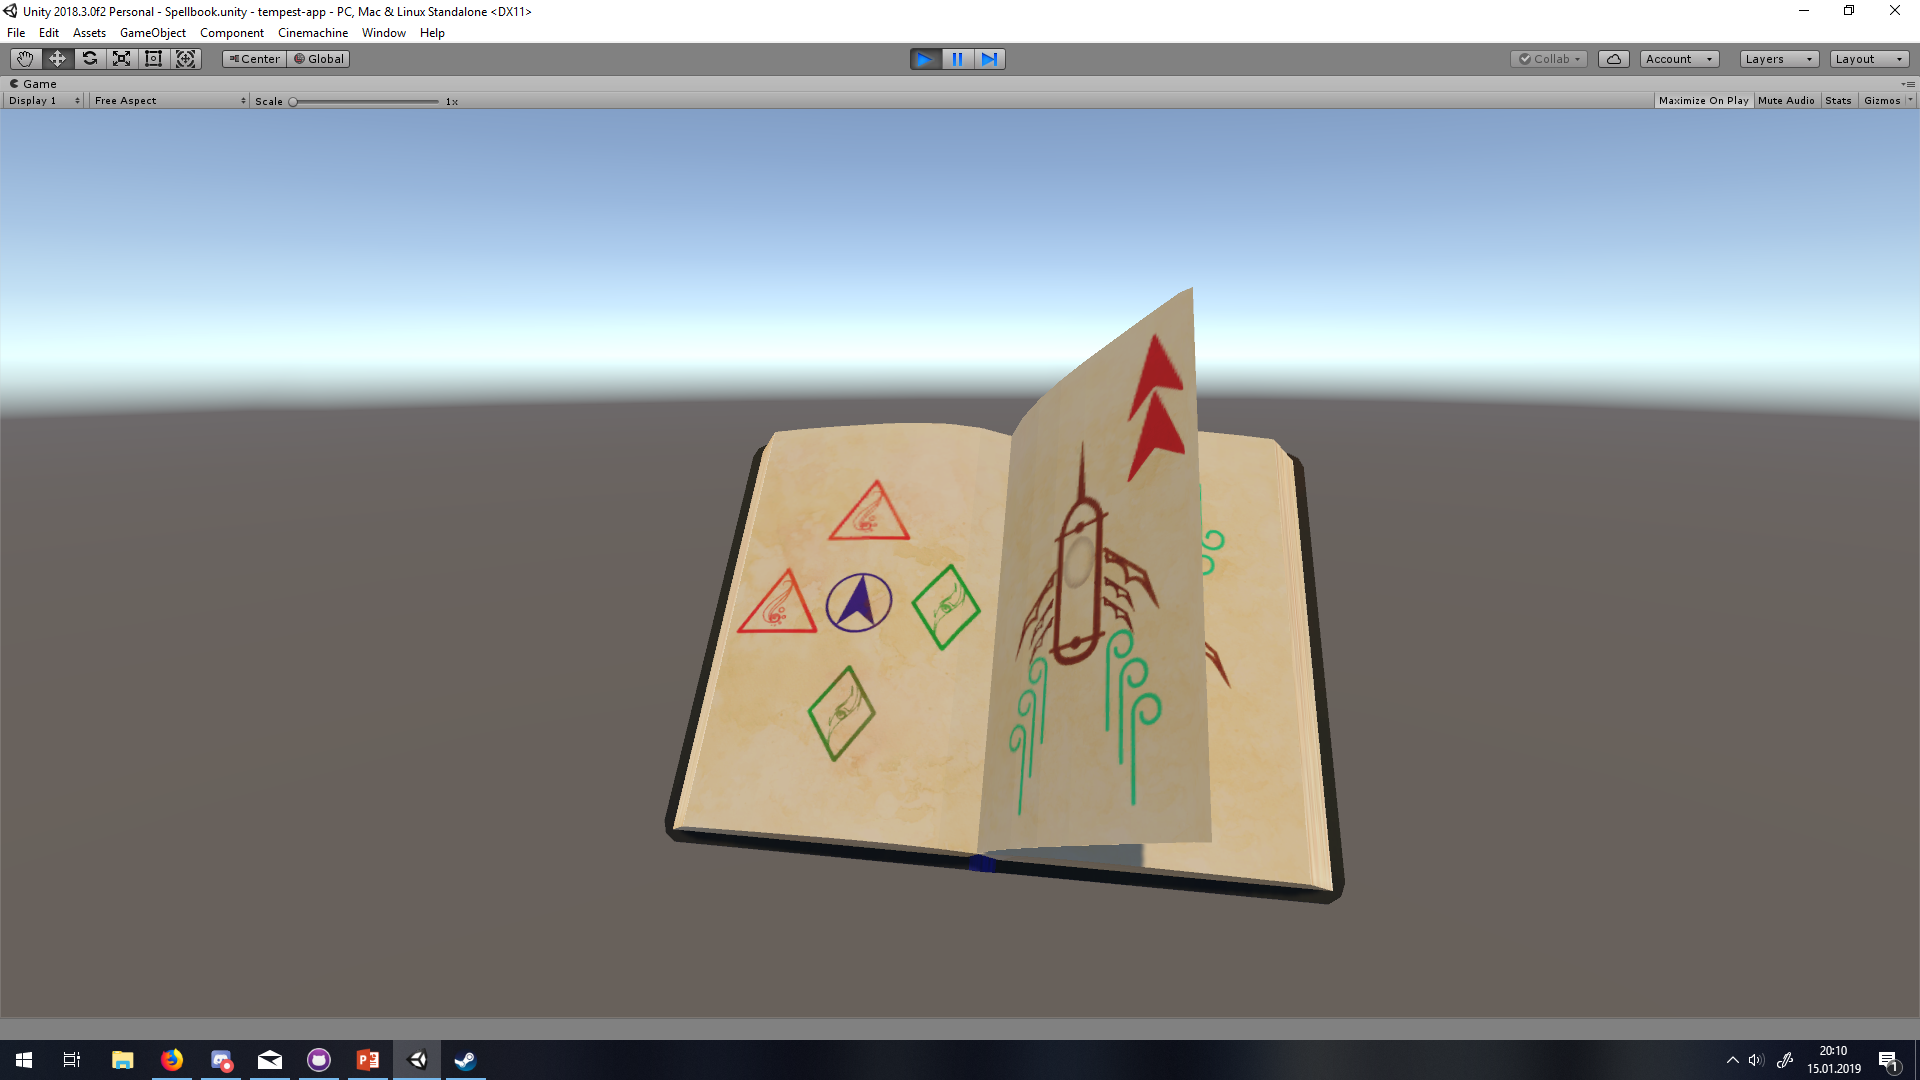 Unity 2018.3.0f2 Personal - Spellbook.unity - tempest-app - PC, Mac & Linux Standalone <DX11>
File Edit Assets GameObject Component Cinemachine Window Help
Center Global Collab Account Layers Layout
Game
Display 1 Free Aspect Scale 1x Maximize On Play Mute Audio Stats Gizmos
20:10
15.01.2019
1